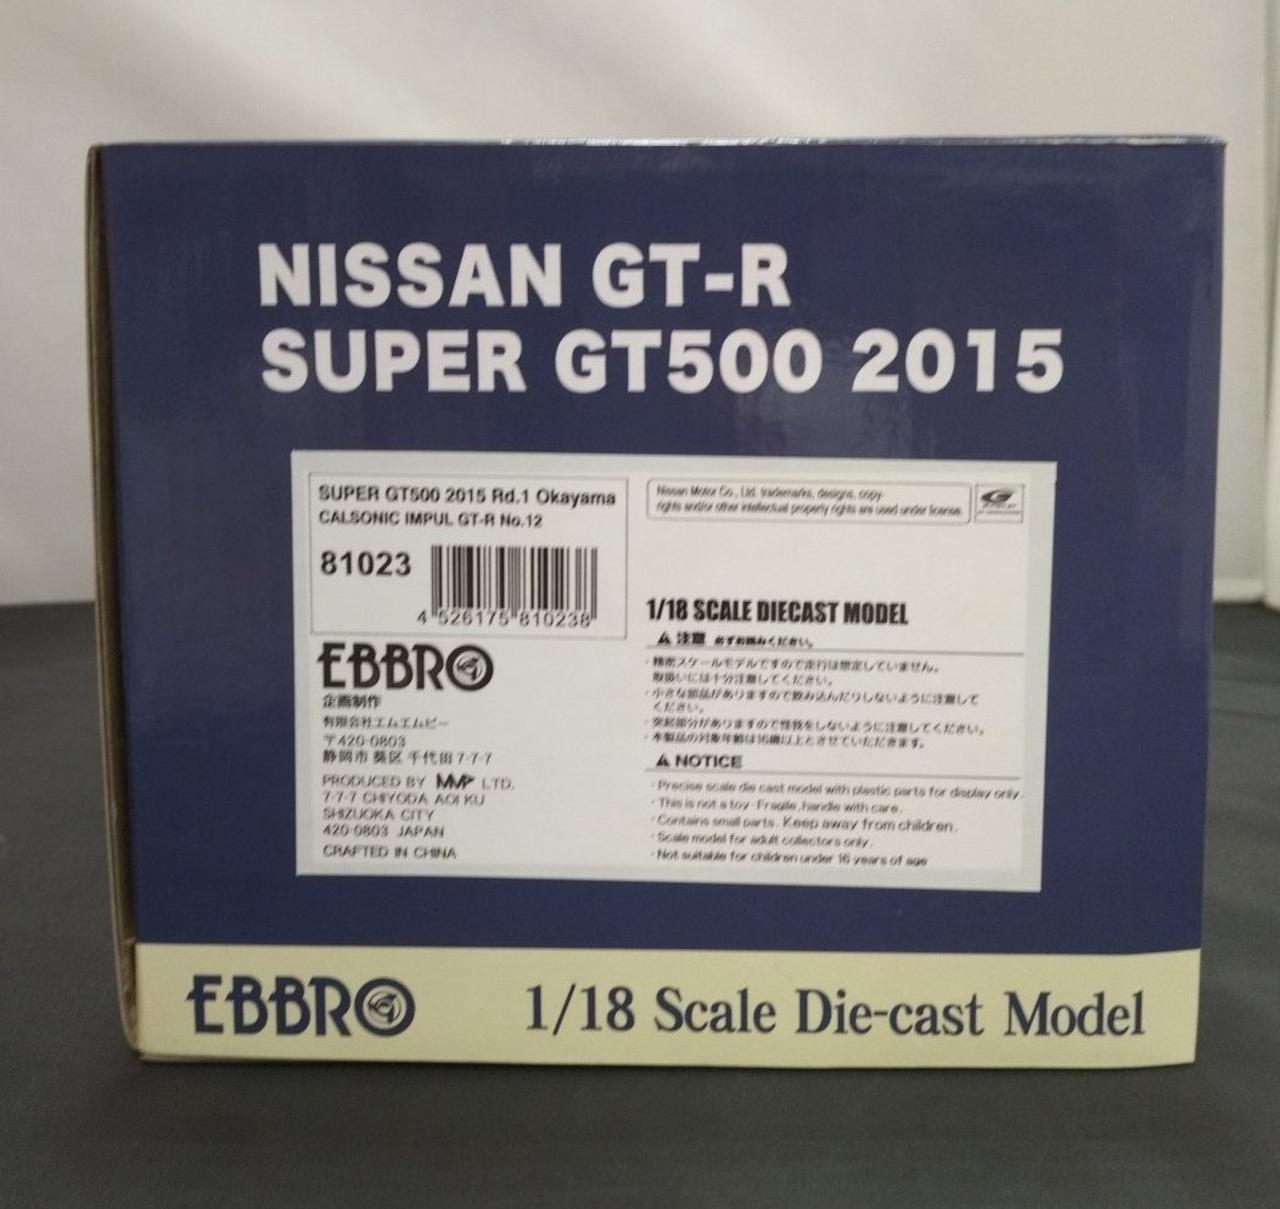 NISSAN GT-R
SUPER GT500 2015
SUPER GT500 2015 Rd.1 Okayama
CALSONIC IMPUL GT-R No.12
81023
4 526175 810238
EBBRO
企画制作
有限会社エムエムピー
〒420-0803
静岡市 葵区 千代田 7-7-7
PRODUCED BY MMP LTD.
7-7-7 CHIYODA AOI KU
SHIZUOKA CITY
420-0803 JAPAN
CRAFTED IN CHINA
Nissan Motor Co., Ltd. trademarks, designs, copy-
rights and/or other intellectual property rights are used under license.
1/18 SCALE DIECAST MODEL
注意 必ずお読みください。
・精密スケールモデルですので走行は想定していません。
取扱いには十分注意してください。
・小さな部品がありますので飲み込んだりしないように注意して
ください。
・突起部分がありますので怪我をしないように注意してください。
・本製品の対象年齢は16歳以上とさせていただきます。
NOTICE
・Precise scale die cast model with plastic parts for display only.
・This is not a toy. Fragile, handle with care.
・Contains small parts. Keep away from children.
・Scale model for adult collectors only.
・Not suitable for children under 16 years of age
EBBRO
1/18 Scale Die-cast Model